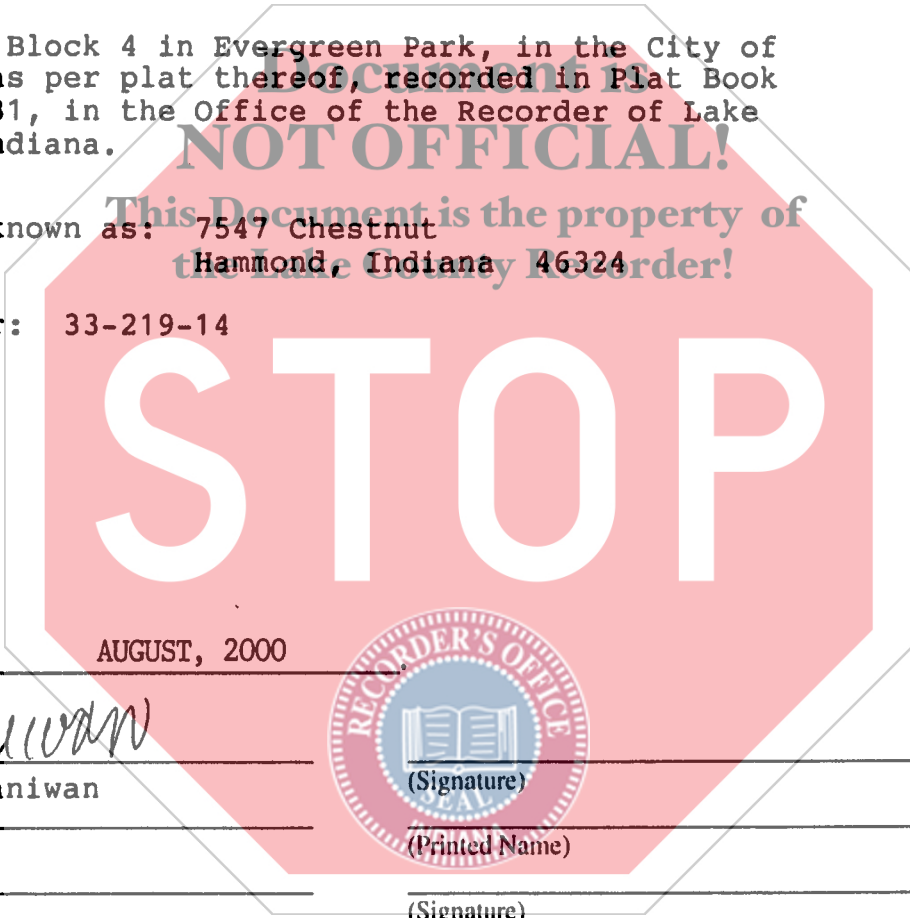 Block 4 in Evergreen Park, in the City of
as per plat thereof, recorded in Plat Book
31, in the Office of the Recorder of Lake
ndiana.
Document is
NOT OFFICIAL!
This Document is the property of
the Lake County Recorder!
known as: 7547 Chestnut
Hammond, Indiana 46324
r: 33-219-14
STOP
AUGUST, 2000
RECORDER'S OFFICE
SEAL
INDIANA
niwan
(Signature)
(Printed Name)
(Signature)